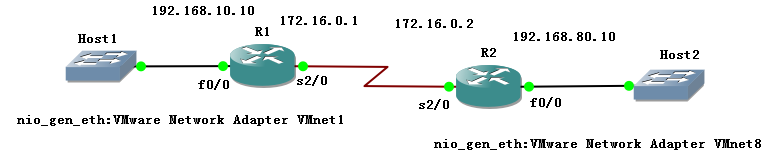 192.168.10.10
172.16.0.1
172.16.0.2
192.168.80.10
Host1
R1
R2
Host2
f0/0
s2/0
s2/0
f0/0
nio_gen_eth:VMware Network Adapter VMnet1
nio_gen_eth:VMware Network Adapter VMnet8